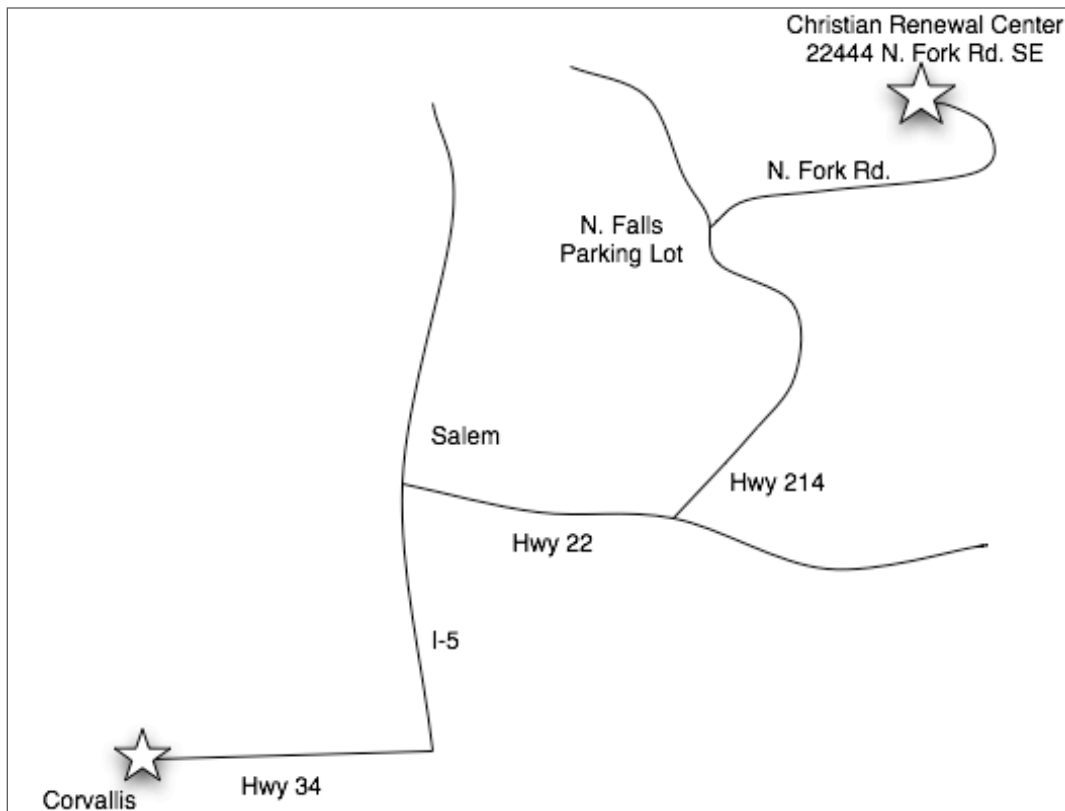 Christian Renewal Center
22444 N. Fork Rd. SE
N. Fork Rd.
N. Falls
Parking Lot
Salem
Hwy 214
Hwy 22
I-5
Hwy 34
Corvallis